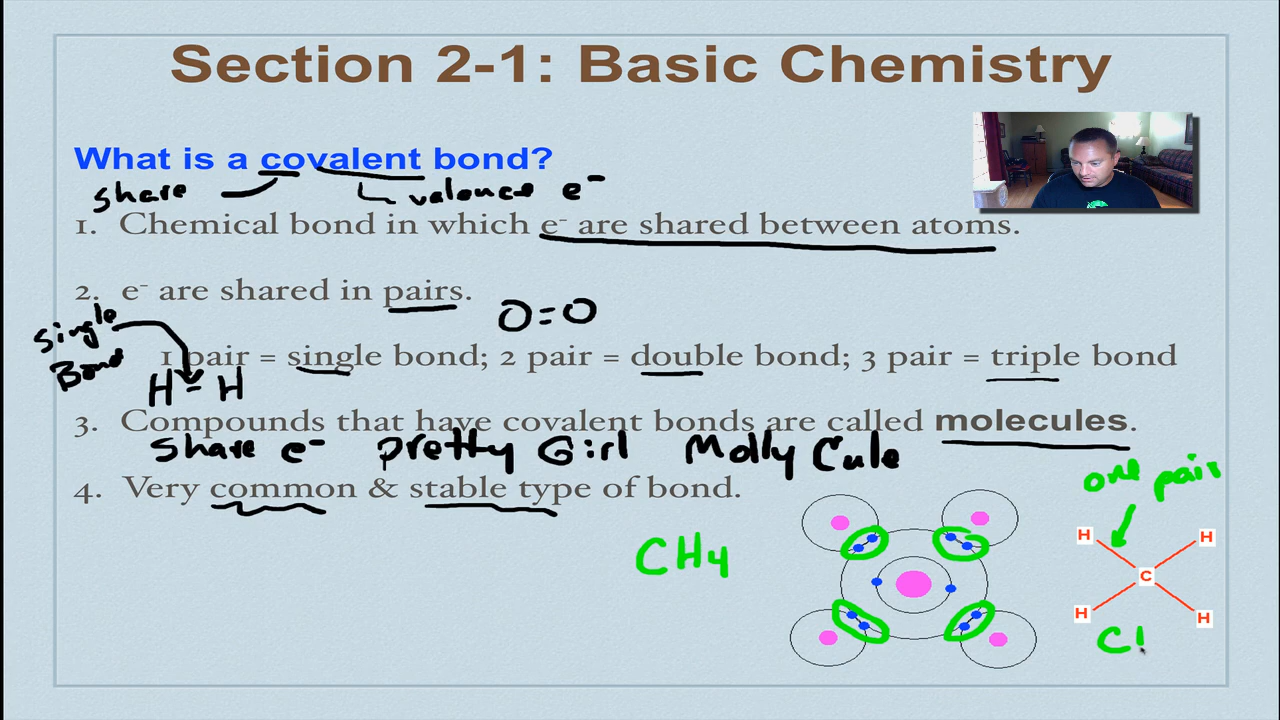 Section 2-1: Basic Chemistry
What is a covalent bond?
share valence e-
1. Chemical bond in which e- are shared between atoms.
2. e- are shared in pairs.
O=O
Single
Bond
1 pair = single bond; 2 pair = double bond; 3 pair = triple bond
H - H
3. Compounds that have covalent bonds are called molecules.
share e- pretty Girl Molly Cule
4. Very common & stable type of bond.
one pair
CH4
H H
C
H H
CI